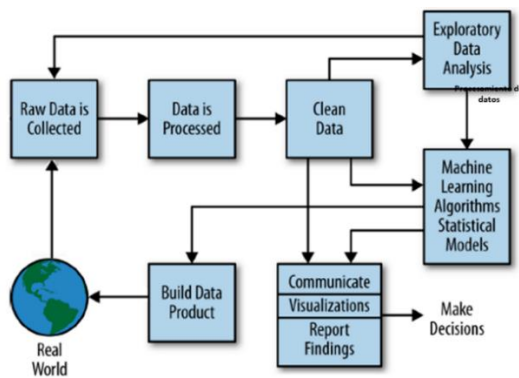 Exploratory
Data
Analysis
Raw Data is
Collected
Data is
Processed
Clean
Data
Procesamiento d
datos
Machine
Learning
Algorithms
Statistical
Models
Build Data
Product
Communicate
Visualizations
Report
Findings
Make
Decisions
Real
World